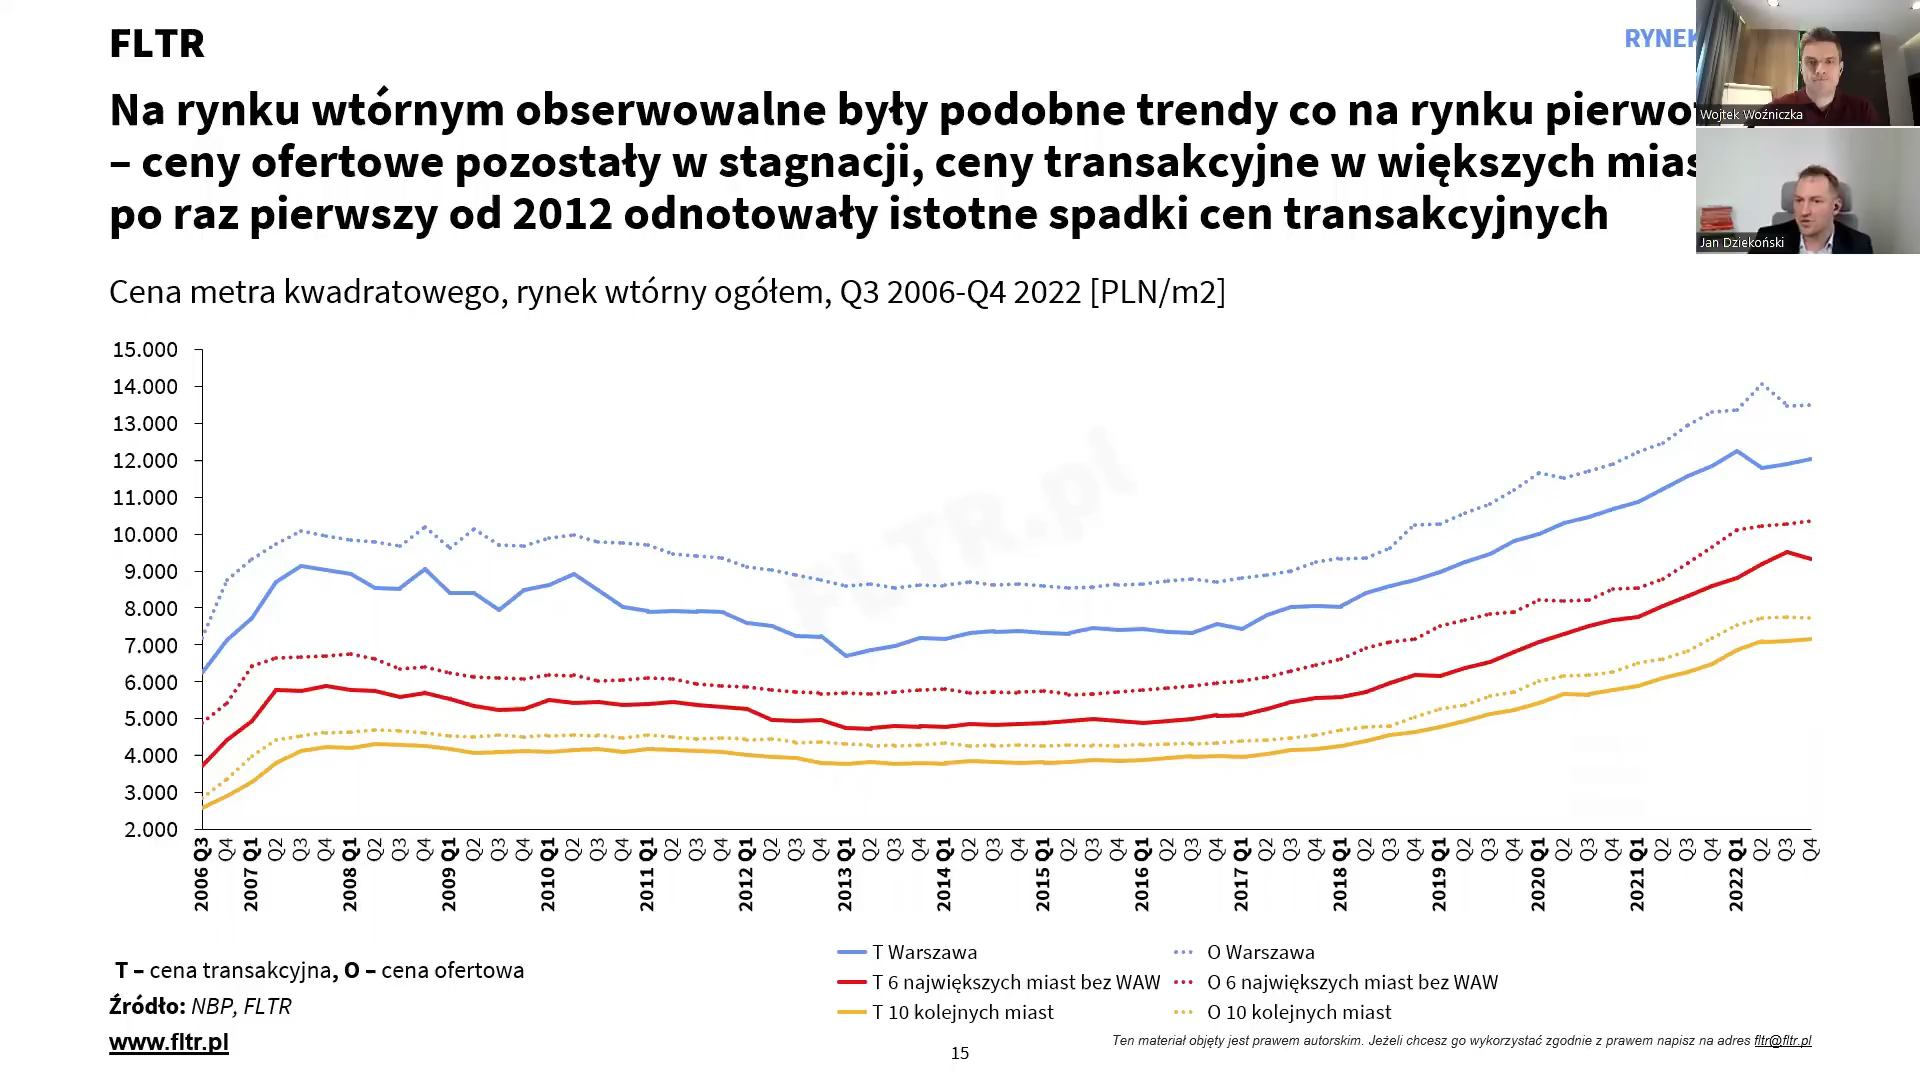 FLTR
RYNEK
Na rynku wtórnym obserwowalne były podobne trendy co na rynku
– ceny ofertowe pozostały w stagnacji, ceny transakcyjne w większych
po raz pierwszy od 2012 odnotowały istotne spadki cen transakcyjnych
Wojtek Woźniczka
Jan Dziekoński
Cena metra kwadratowego, rynek wtórny ogółem, Q3 2006-Q4 2022 [PLN/m2]
15.000
14.000
13.000
12.000
11.000
10.000
9.000
8.000
7.000
6.000
5.000
4.000
3.000
2.000
FLTR.pl
2006 Q3 Q4 2007 Q1 Q2 Q3 Q4 2008 Q1 Q2 Q3 Q4 2009 Q1 Q2 Q3 Q4 2010 Q1 Q2 Q3 Q4 2011 Q1 Q2 Q3 Q4 2012 Q1 Q2 Q3 Q4 2013 Q1 Q2 Q3 Q4 2014 Q1 Q2 Q3 Q4 2015 Q1 Q2 Q3 Q4 2016 Q1 Q2 Q3 Q4 2017 Q1 Q2 Q3 Q4 2018 Q1 Q2 Q3 Q4 2019 Q1 Q2 Q3 Q4 2020 Q1 Q2 Q3 Q4 2021 Q1 Q2 Q3 Q4 2022 Q1 Q2 Q3 Q4
T Warszawa
O Warszawa
T 6 największych miast bez WAW
O 6 największych miast bez WAW
T 10 kolejnych miast
O 10 kolejnych miast
T – cena transakcyjna, O – cena ofertowa
Źródło: NBP, FLTR
www.fltr.pl
15
Ten materiał objęty jest prawem autorskim. Jeżeli chcesz go wykorzystać zgodnie z prawem napisz na adres fltr@fltr.pl